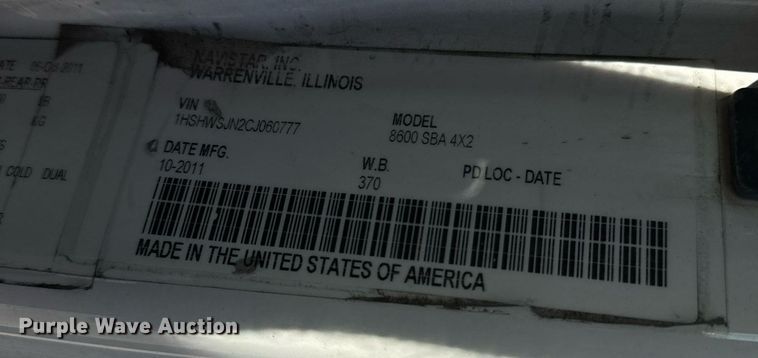 NAVISTAR, INC.
WARRENVILLE, ILLINOIS
VIN
1HSHWSJN2CJ060777
MODEL
8600 SBA 4X2
DATE MFG.
10-2011
W.B.
370
PD LOC - DATE
MADE IN THE UNITED STATES OF AMERICA
COLD DUAL
Purple Wave Auction